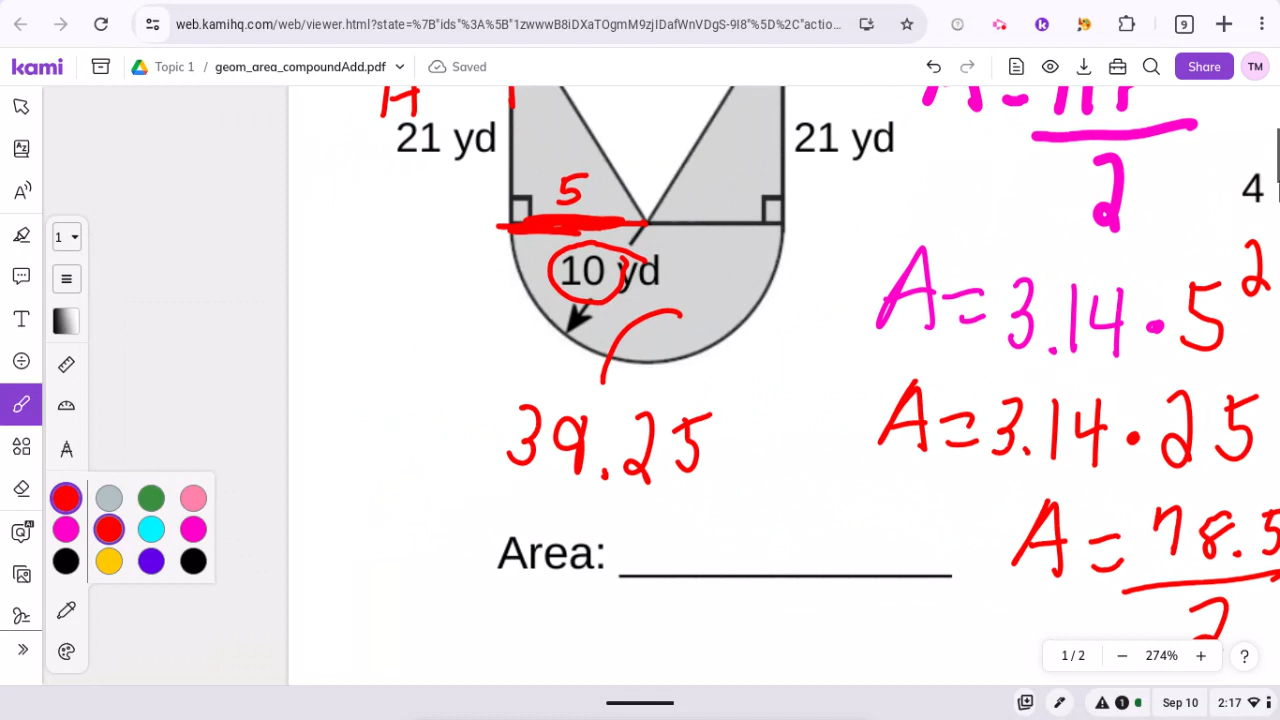 web.kamihq.com/web/viewer.html?state=%7B"ids"%3A%5B"1zwwwB8iDXaTOgmM9zjIDafWnVDgS-9I8"%5D%2C"actio...
9
kami
Topic 1 / geom_area_compoundAdd.pdf
Saved
Share
TM
21 yd
21 yd
5
10 yd
2
4
A=3.14·5²
39.25
A=3.14·25
Area:
A=78.5
2
1
1 / 2
274%
Sep 10
2:17